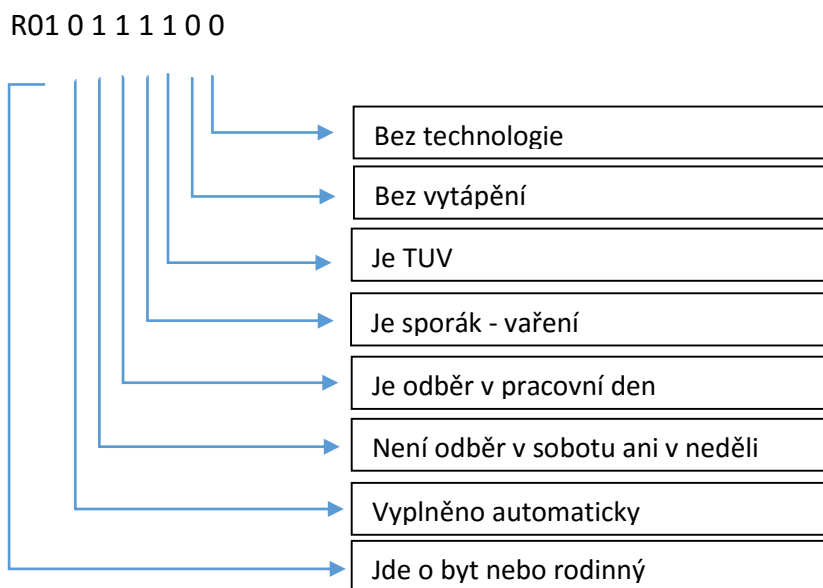 R01 0 1 1 1 1 0 0
Bez technologie
Bez vytápění
Je TUV
Je sporák - vaření
Je odběr v pracovní den
Není odběr v sobotu ani v neděli
Vyplněno automaticky
Jde o byt nebo rodinný